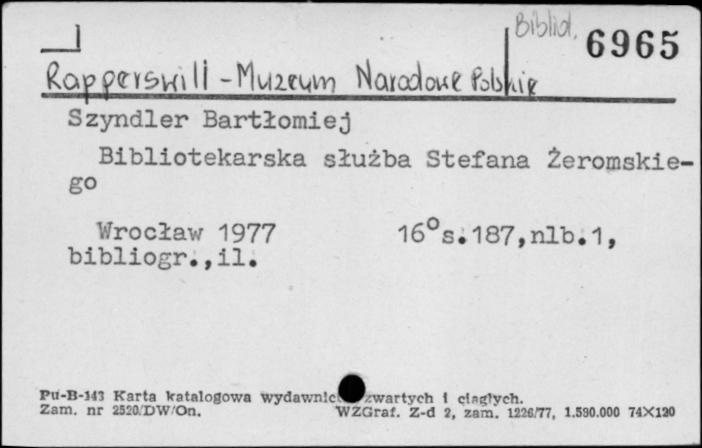 Bibliot. 6965
Rapperswill - Muzeum Narodowe Polskie
Szyndler Bartłomiej
Bibliotekarska służba Stefana Żeromskie-
go
Wrocław 1977 16°s.187,nlb.1,
bibliogr.,il.
Pu-B-143 Karta katalogowa wydawnic zwartych i ciągłych.
Zam. nr 2520/DW/On. WZGraf. Z-d 2, zam. 1226/77, 1.590.000 74X120